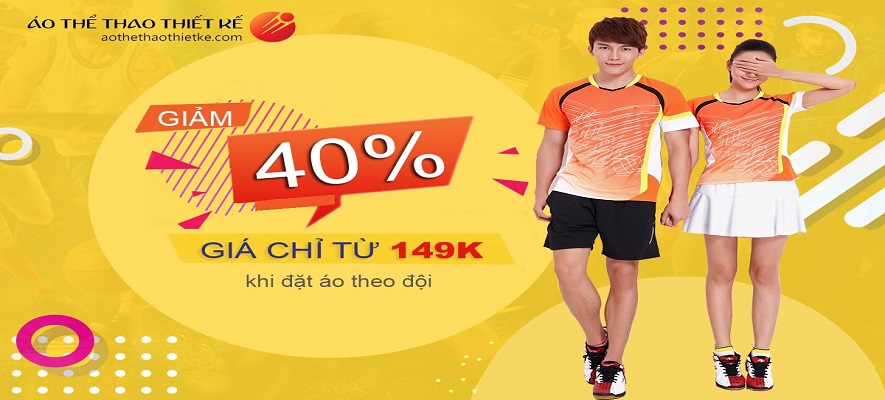 ÁO THỂ THAO THIẾT KẾ
aothethaothietke.com
GIẢM
40%
GIÁ CHỈ TỪ 149K
khi đặt áo theo đội